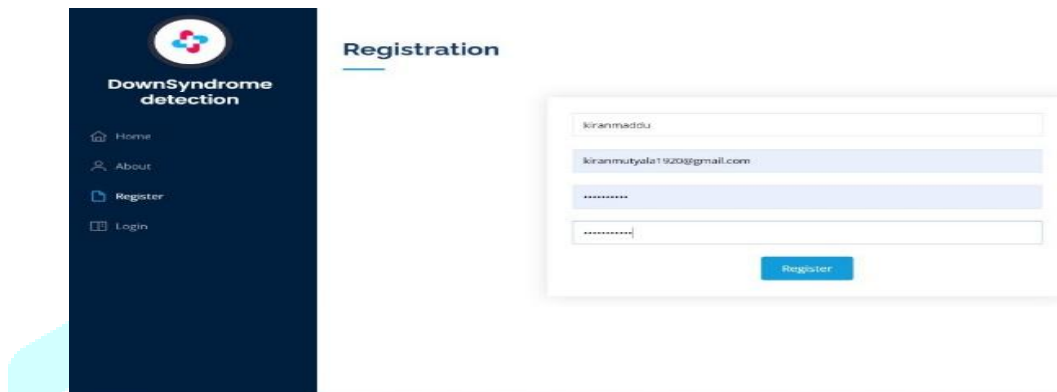 DownSyndrome
detection
Home
About
Register
Login
Registration
kiranmaddu
kiranmutyala1920@gmail.com
••••••••••
•••••••••••
Register